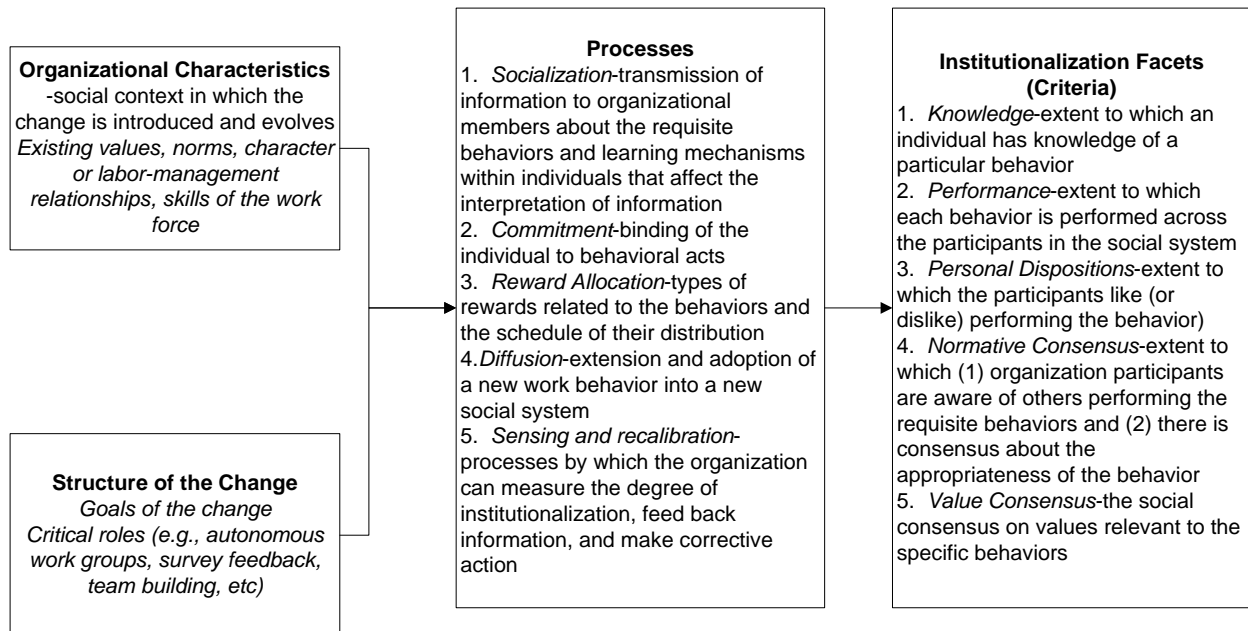 Organizational Characteristics
-social context in which the
change is introduced and evolves
Existing values, norms, character
or labor-management
relationships, skills of the work
force
Structure of the Change
Goals of the change
Critical roles (e.g., autonomous
work groups, survey feedback,
team building, etc)
Processes
1. Socialization-transmission of
information to organizational
members about the requisite
behaviors and learning mechanisms
within individuals that affect the
interpretation of information
2. Commitment-binding of the
individual to behavioral acts
3. Reward Allocation-types of
rewards related to the behaviors and
the schedule of their distribution
4.Diffusion-extension and adoption of
a new work behavior into a new
social system
5. Sensing and recalibration-
processes by which the organization
can measure the degree of
institutionalization, feed back
information, and make corrective
action
Institutionalization Facets
(Criteria)
1. Knowledge-extent to which an
individual has knowledge of a
particular behavior
2. Performance-extent to which
each behavior is performed across
the participants in the social system
3. Personal Dispositions-extent to
which the participants like (or
dislike) performing the behavior)
4. Normative Consensus-extent to
which (1) organization participants
are aware of others performing the
requisite behaviors and (2) there is
consensus about the
appropriateness of the behavior
5. Value Consensus-the social
consensus on values relevant to the
specific behaviors